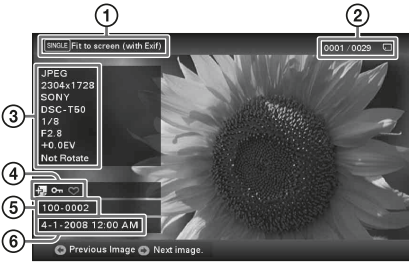 1
2
SINGLE Fit to screen (with Exif)
0001/0029
3
JPEG
2304x1728
SONY
DSC-T50
1/8
F2.8
+0.0EV
Not Rotate
4
5
100-0002
4-1-2008 12:00 AM
6
Previous Image Next image.